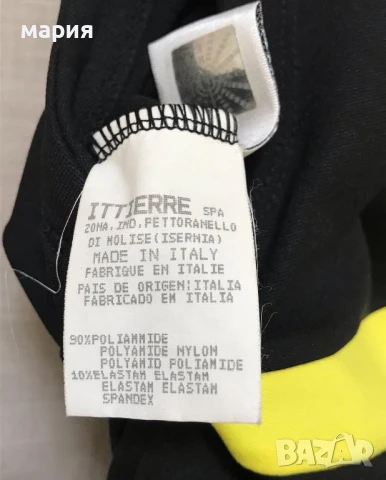 мария
ITTIERRE SPA
ZONA. IND. PETTORANELLO
DI MOLISE(ISERNIA)
MADE IN ITALY
FABRIQUE EN ITALIE
PAIS DE ORIGEN:ITALIA
FABRICADO EM ITALIA
90%POLIAMMIDE
POLYAMIDE NYLON
POLYAMID POLIAMIDE
10%ELASTAM ELASTAM
ELASTAM ELASTAM
SPANDEX
BAZAR